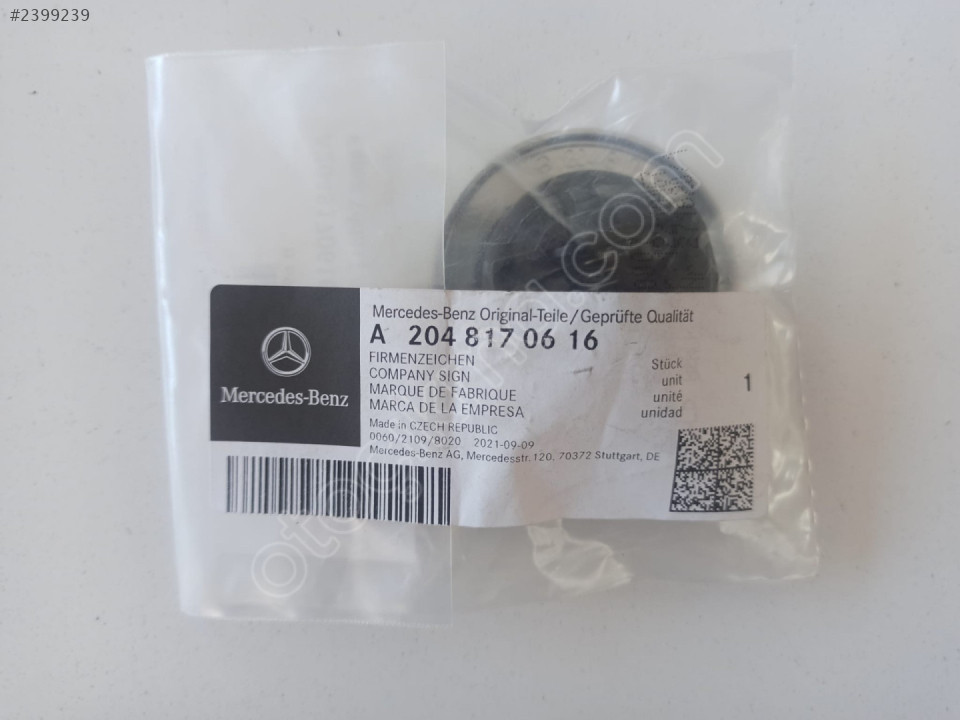 #2399239
Mercedes-Benz Original-Teile/Geprüfte Qualität
A 204 817 06 16
FIRMENZEICHEN
COMPANY SIGN
MARQUE DE FABRIQUE
MARCA DE LA EMPRESA
Stück
unit
unité
unidad
1
Made in CZECH REPUBLIC
0060/2109/8020 2021-09-09
Mercedes-Benz AG, Mercedesstr. 120, 70372 Stuttgart, DE
Mercedes-Benz